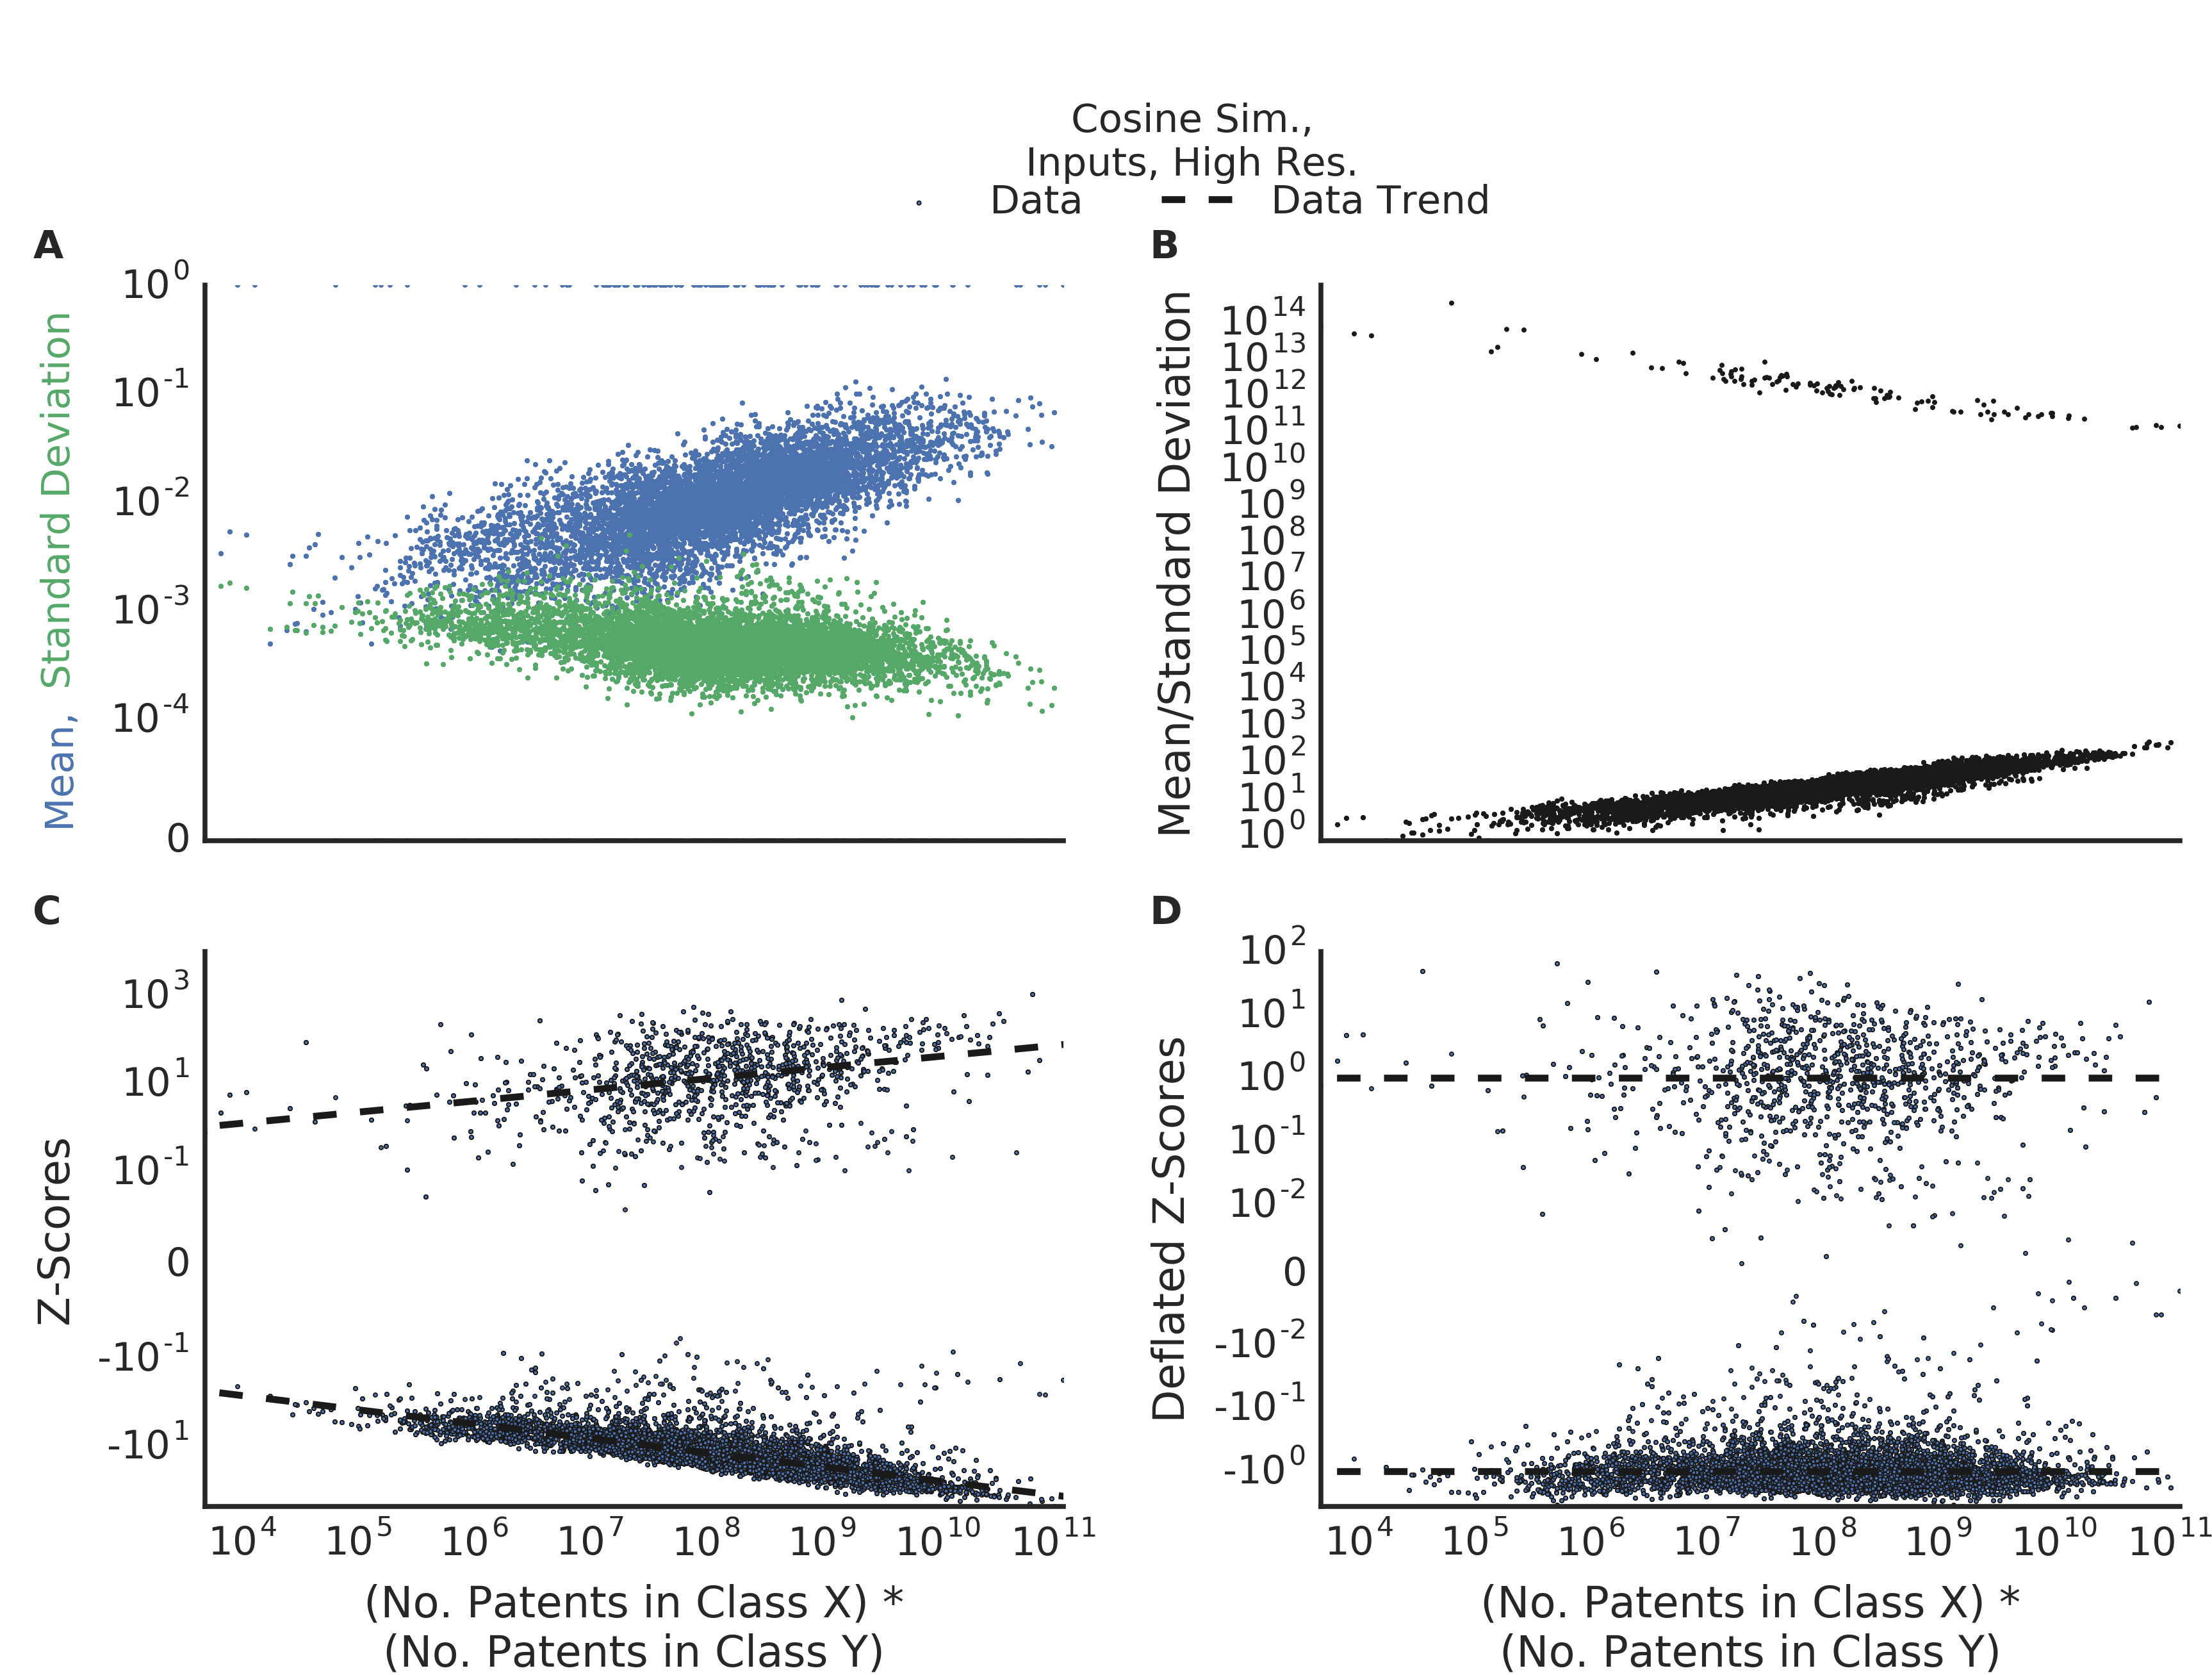 Cosine Sim.,
Inputs, High Res.
Data
Data Trend
A
Mean, Standard Deviation
10^0
10^-1
10^-2
10^-3
10^-4
0
B
Mean/Standard Deviation
10^14
10^13
10^12
10^11
10^10
10^9
10^8
10^7
10^6
10^5
10^4
10^3
10^2
10^1
10^0
C
Z-Scores
10^3
10^1
10^-1
0
-10^-1
-10^1
10^4 10^5 10^6 10^7 10^8 10^9 10^10 10^11
(No. Patents in Class X) *
(No. Patents in Class Y)
D
Deflated Z-Scores
10^2
10^1
10^0
10^-1
10^-2
0
-10^-2
-10^-1
-10^0
10^4 10^5 10^6 10^7 10^8 10^9 10^10 10^11
(No. Patents in Class X) *
(No. Patents in Class Y)